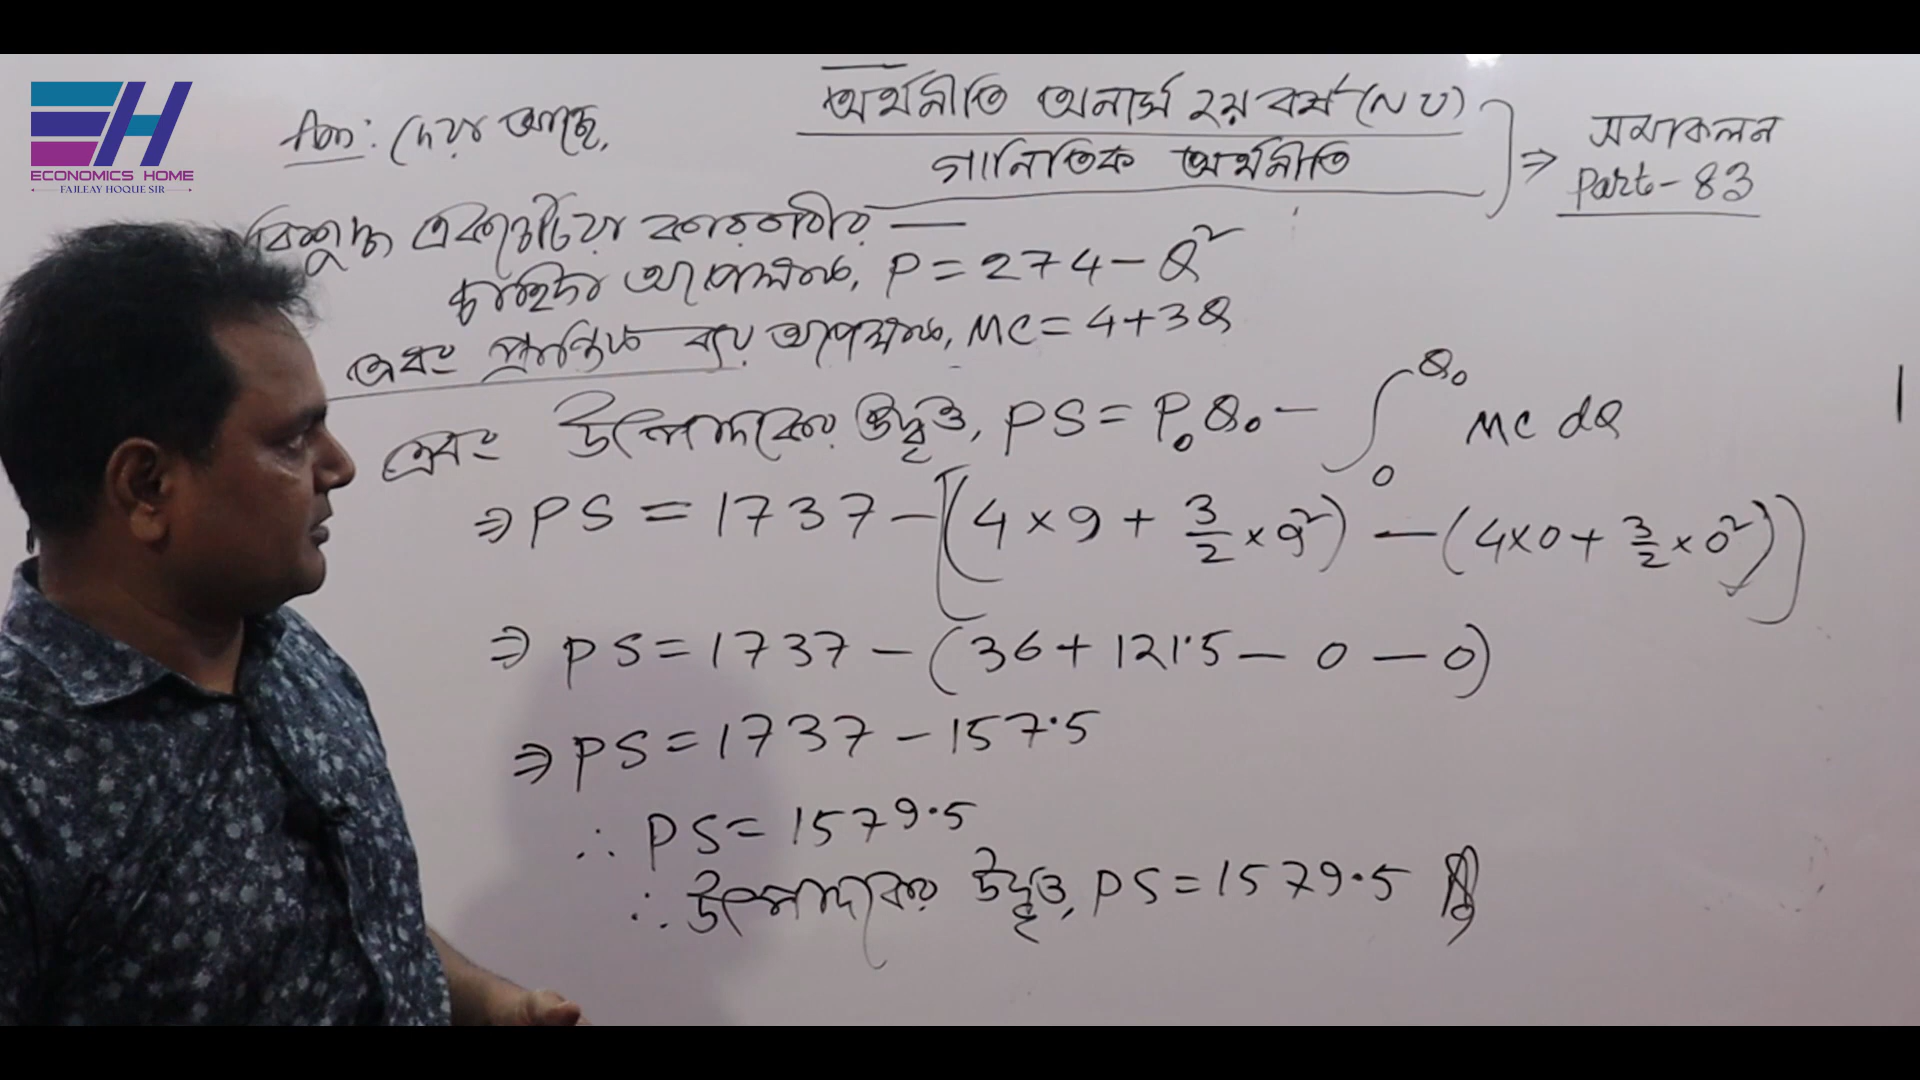 ECONOMICS HOME
FAJLEAY HOQUE SIR
অর্থনীতি অনার্স ২য় বর্ষ (NU)
গানিতিক অর্থনীতি
⇒ সমাকলন
Part-83
Ans: দেয়া আছে,
বিশুদ্ধ একচেটিয়া কারবারীর —
চাহিদা অপেক্ষক, P = 274 - Q²
এবং প্রান্তিক ব্যয় অপেক্ষক, MC = 4+3Q
এবং উৎপাদকের উদ্বৃত্ত, PS = P₀Q₀ - ∫₀^Q₀ MC dQ
⇒ PS = 1737 - [(4×9 + 3/2 × 9²) - (4×0 + 3/2 × 0²)]
⇒ PS = 1737 - (36 + 121.5 - 0 - 0)
⇒ PS = 1737 - 157.5
∴ PS = 1579.5
∴ উৎপাদকের উদ্বৃত্ত, PS = 1579.5